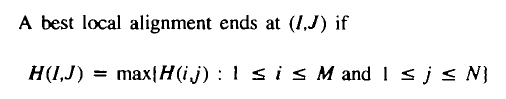 A best local alignment ends at (I,J) if
H(I,J) = max{H(i,j) : 1 ≤ i ≤ M and 1 ≤ j ≤ N}